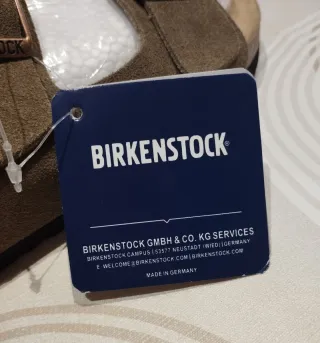 OCK
BIRKENSTOCK®
BIRKENSTOCK GMBH & CO. KG SERVICES
BIRKENSTOCK CAMPUS | 53577 NEUSTADT /WIED | GERMANY
E WELCOME@BIRKENSTOCK.COM | BIRKENSTOCK.COM
MADE IN GERMANY